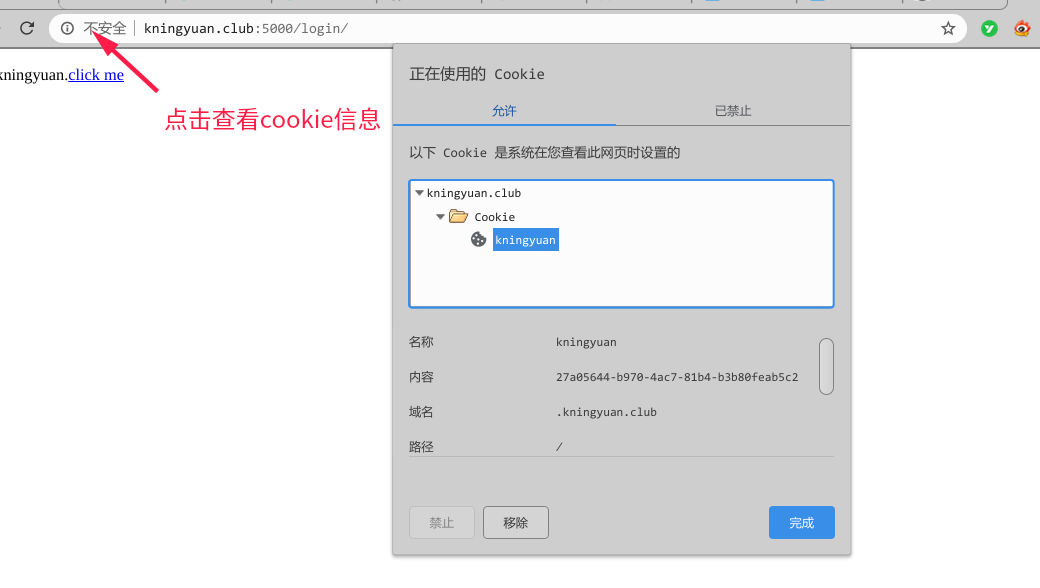 不安全 kningyuan.club:5000/login/
kningyuan.click me
点击查看cookie信息
正在使用的 Cookie
允许 已禁止
以下 Cookie 是系统在您查看此网页时设置的
kningyuan.club
Cookie
kningyuan
名称 kningyuan
内容 27a05644-b970-4ac7-81b4-b3b80feab5c2
域名 .kningyuan.club
路径 /
禁止 移除 完成